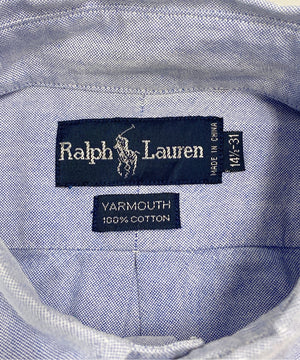 Ralph Lauren
MADE IN CHINA
14½-31
YARMOUTH
100% COTTON